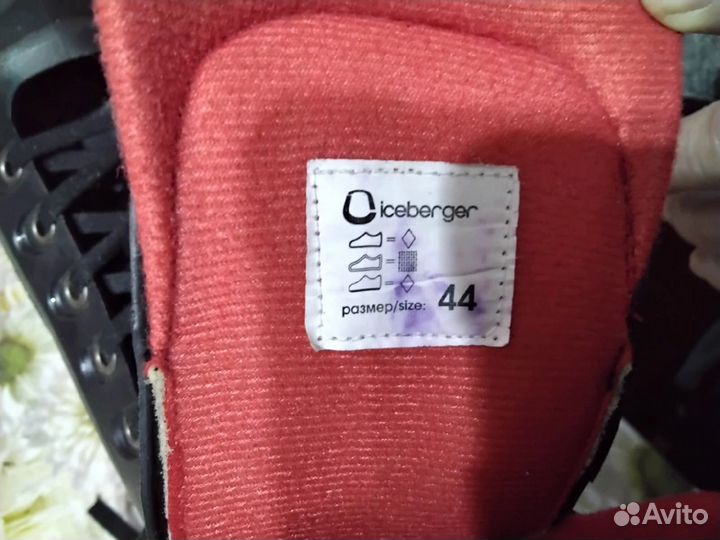 iceberger
=
=
=
размер/size: 44
Avito